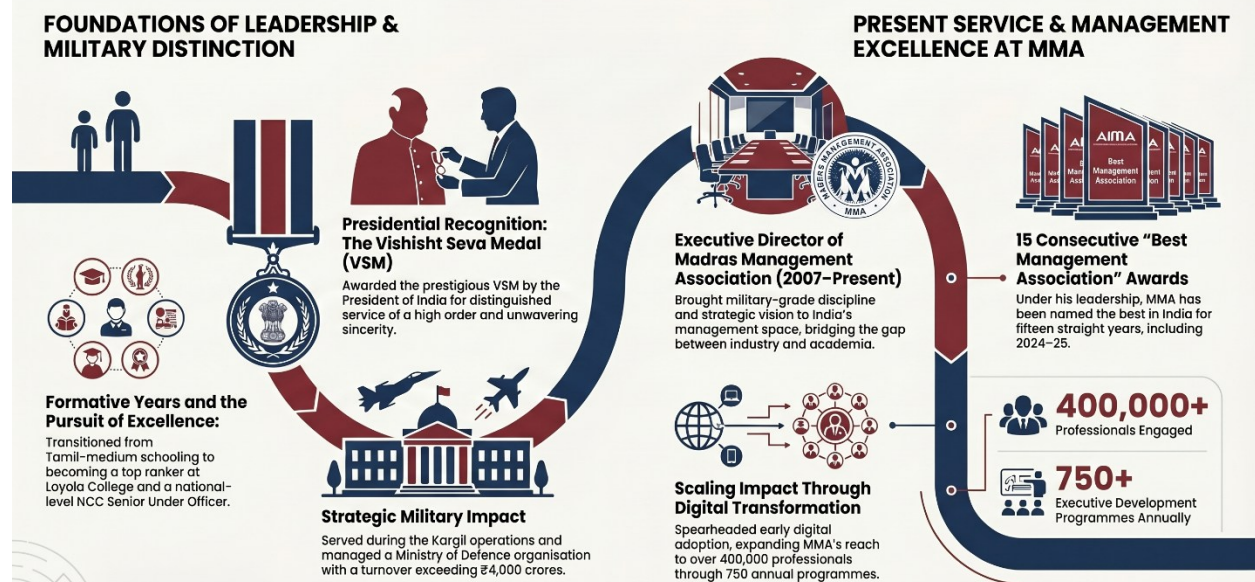 FOUNDATIONS OF LEADERSHIP &
MILITARY DISTINCTION
Presidential Recognition:
The Vishisht Seva Medal
(VSM)
Awarded the prestigious VSM by the
President of India for distinguished
service of a high order and unwavering
sincerity.
Formative Years and the
Pursuit of Excellence:
Transitioned from
Tamil-medium schooling to
becoming a top ranker at
Loyola College and a national-
level NCC Senior Under Officer.
Strategic Military Impact
Served during the Kargil operations and
managed a Ministry of Defence organisation
with a turnover exceeding ₹4,000 crores.
PRESENT SERVICE & MANAGEMENT
EXCELLENCE AT MMA
MANAGEMENT ASSOCIATION
MMA
Executive Director of
Madras Management
Association (2007–Present)
Brought military-grade discipline
and strategic vision to India's
management space, bridging the gap
between industry and academia.
AIMA
Best
Management
Association
15 Consecutive “Best
Management
Association” Awards
Under his leadership, MMA has
been named the best in India for
fifteen straight years, including
2024–25.
Scaling Impact Through
Digital Transformation
Spearheaded early digital
adoption, expanding MMA's reach
to over 400,000 professionals
through 750 annual programmes.
400,000+
Professionals Engaged
750+
Executive Development
Programmes Annually